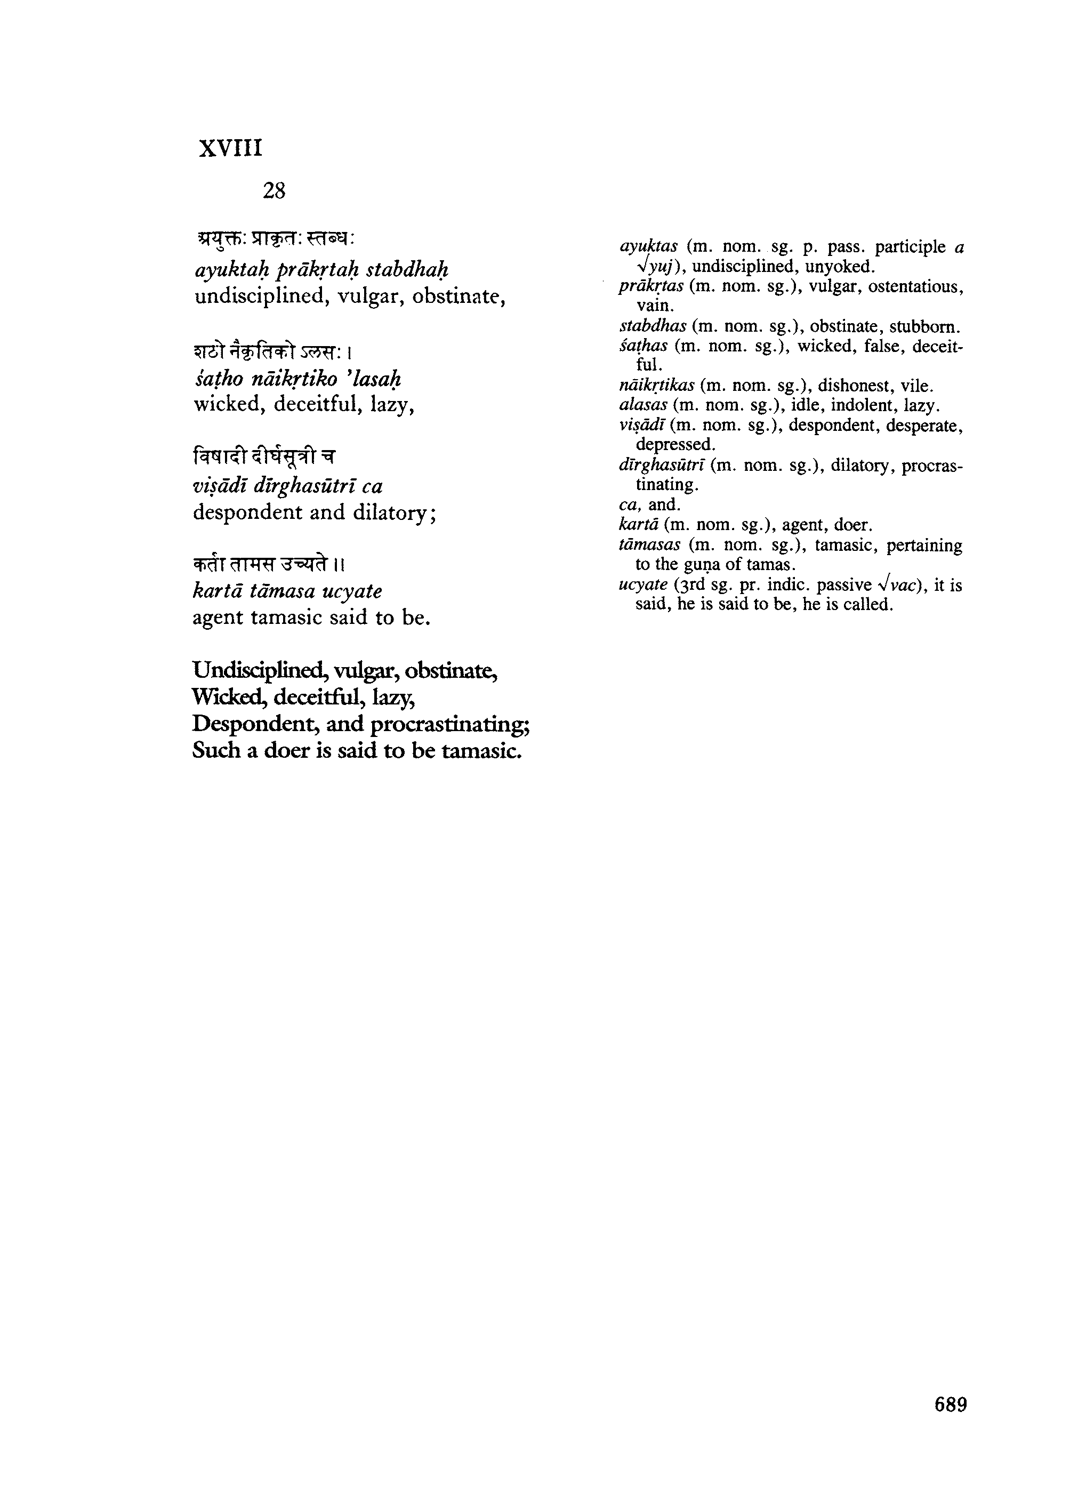 XVIII
28
अयुक्तः प्राकृतः स्तब्धः
ayuktaḥ prākṛtaḥ stabdhaḥ
undisciplined, vulgar, obstinate,
शठो नैकृतिको ऽलसः ।
śaṭho nāikṛtiko 'lasaḥ
wicked, deceitful, lazy,
विषादी दीर्घसूत्री च
viṣādī dīrghasūtrī ca
despondent and dilatory;
कर्ता तामस उच्यते ॥
kartā tāmasa ucyate
agent tamasic said to be.
Undisciplined, vulgar, obstinate,
Wicked, deceitful, lazy,
Despondent, and procrastinating;
Such a doer is said to be tamasic.
ayuktas (m. nom. sg. p. pass. participle a
√yuj), undisciplined, unyoked.
prākṛtas (m. nom. sg.), vulgar, ostentatious,
vain.
stabdhas (m. nom. sg.), obstinate, stubborn.
śaṭhas (m. nom. sg.), wicked, false, deceit-
ful.
nāikṛtikas (m. nom. sg.), dishonest, vile.
alasas (m. nom. sg.), idle, indolent, lazy.
viṣādī (m. nom. sg.), despondent, desperate,
depressed.
dīrghasūtrī (m. nom. sg.), dilatory, procras-
tinating.
ca, and.
kartā (m. nom. sg.), agent, doer.
tāmasas (m. nom. sg.), tamasic, pertaining
to the guṇa of tamas.
ucyate (3rd sg. pr. indic. passive √vac), it is
said, he is said to be, he is called.
689